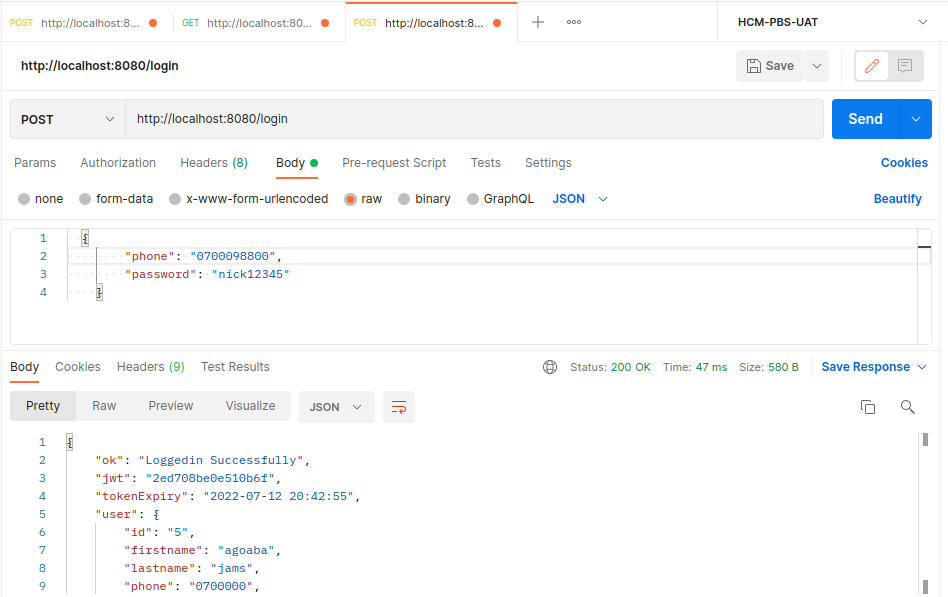 POST http://localhost:8... GET http://localhost:80... POST http://localhost:8... HCM-PBS-UAT
http://localhost:8080/login Save
POST http://localhost:8080/login Send
Params Authorization Headers (8) Body Pre-request Script Tests Settings Cookies
none form-data x-www-form-urlencoded raw binary GraphQL JSON Beautify
1 {
2 "phone": "0700098800",
3 "password": "nick12345"
4 }
Body Cookies Headers (9) Test Results Status: 200 OK Time: 47 ms Size: 580 B Save Response
Pretty Raw Preview Visualize JSON
1 {
2 "ok": "Loggedin Successfully",
3 "jwt": "2ed708be0e510b6f",
4 "tokenExpiry": "2022-07-12 20:42:55",
5 "user": {
6 "id": "5",
7 "firstname": "agoaba",
8 "lastname": "jams",
9 "phone": "0700000",